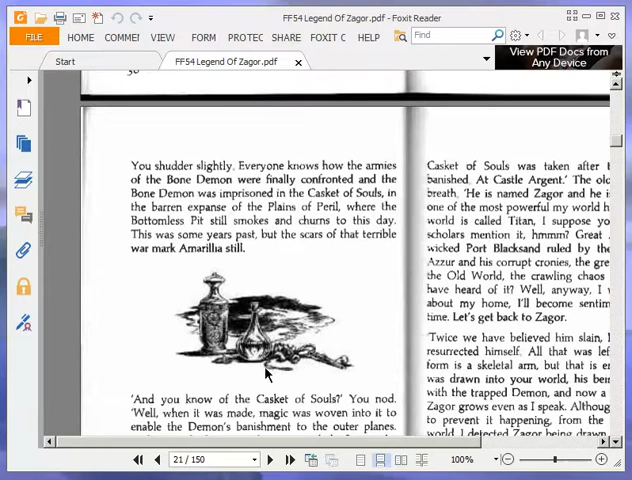 FF54 Legend Of Zagor.pdf - Foxit Reader
FILE HOME COMMEI VIEW FORM PROTEC SHARE FOXIT C HELP Find
Start FF54 Legend Of Zagor.pdf
View PDF Docs from
Any Device
You shudder slightly. Everyone knows how the armies
of the Bone Demon were finally confronted and the
Bone Demon was imprisoned in the Casket of Souls, in
the barren expanse of the Plains of Peril, where the
Bottomless Pit still smokes and churns to this day.
This was some years past, but the scars of that terrible
war mark Amarillia still.
'And you know of the Casket of Souls?' You nod.
'Well, when it was made, magic was woven into it to
enable the Demon's banishment to the outer planes.
Casket of Souls was taken after t
banished. At Castle Argent.' The old
breath. 'He is named Zagor and he is
one of the most powerful my world h
world is called Titan, I suppose yo
scholars mention it, hmmm? Great
wicked Port Blacksand ruled by the
Azzur and his corrupt cronies, the gre
the Old World, the crawling chaos
have heard of it? Well, anyway, I
about my home, I'll become sentim
time. Let's get back to Zagor.
'Twice we have believed him slain,
resurrected himself. All that was lef
form is a skeletal arm, but that is en
was drawn into your world, his bein
with the trapped Demon, and now a
Zagor grows even as I speak. Althoug
to prevent it happening, from the
world, I detected Zagor being drawn
21 / 150
100%